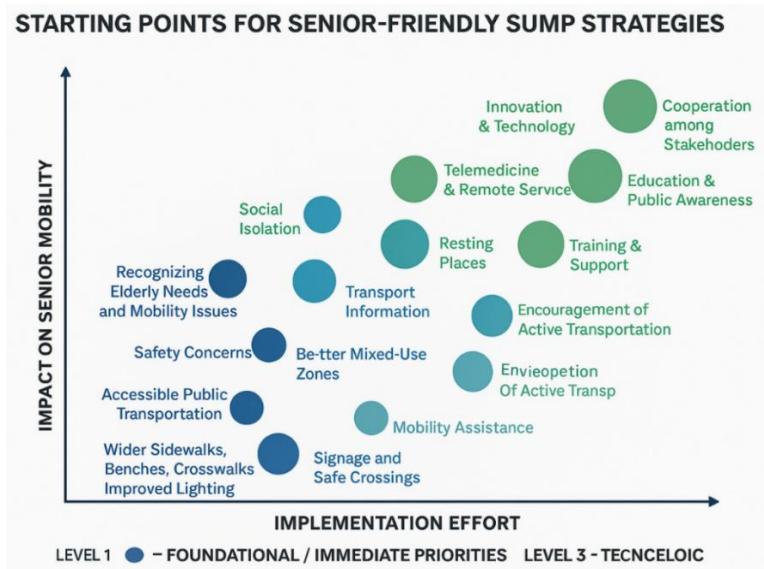 STARTING POINTS FOR SENIOR-FRIENDLY SUMP STRATEGIES
IMPACT ON SENIOR MOBILITY
Innovation
& Technology
Cooperation
among
Stakehoders
Telemedicine
& Remote Service
Education &
Public Awareness
Social
Isolation
Resting
Places
Training &
Support
Recognizing
Elderly Needs
and Mobility Issues
Transport
Information
Encouragement of
Active Transportation
Safety Concerns
Be-tter Mixed-Use
Zones
Envieopetion
Of Active Transp
Accessible Public
Transportation
Mobility Assistance
Wider Sidewalks,
Benches, Crosswalks
Improved Lighting
Signage and
Safe Crossings
IMPLEMENTATION EFFORT
LEVEL 1 – FOUNDATIONAL / IMMEDIATE PRIORITIES LEVEL 3 - TECNCELOIC